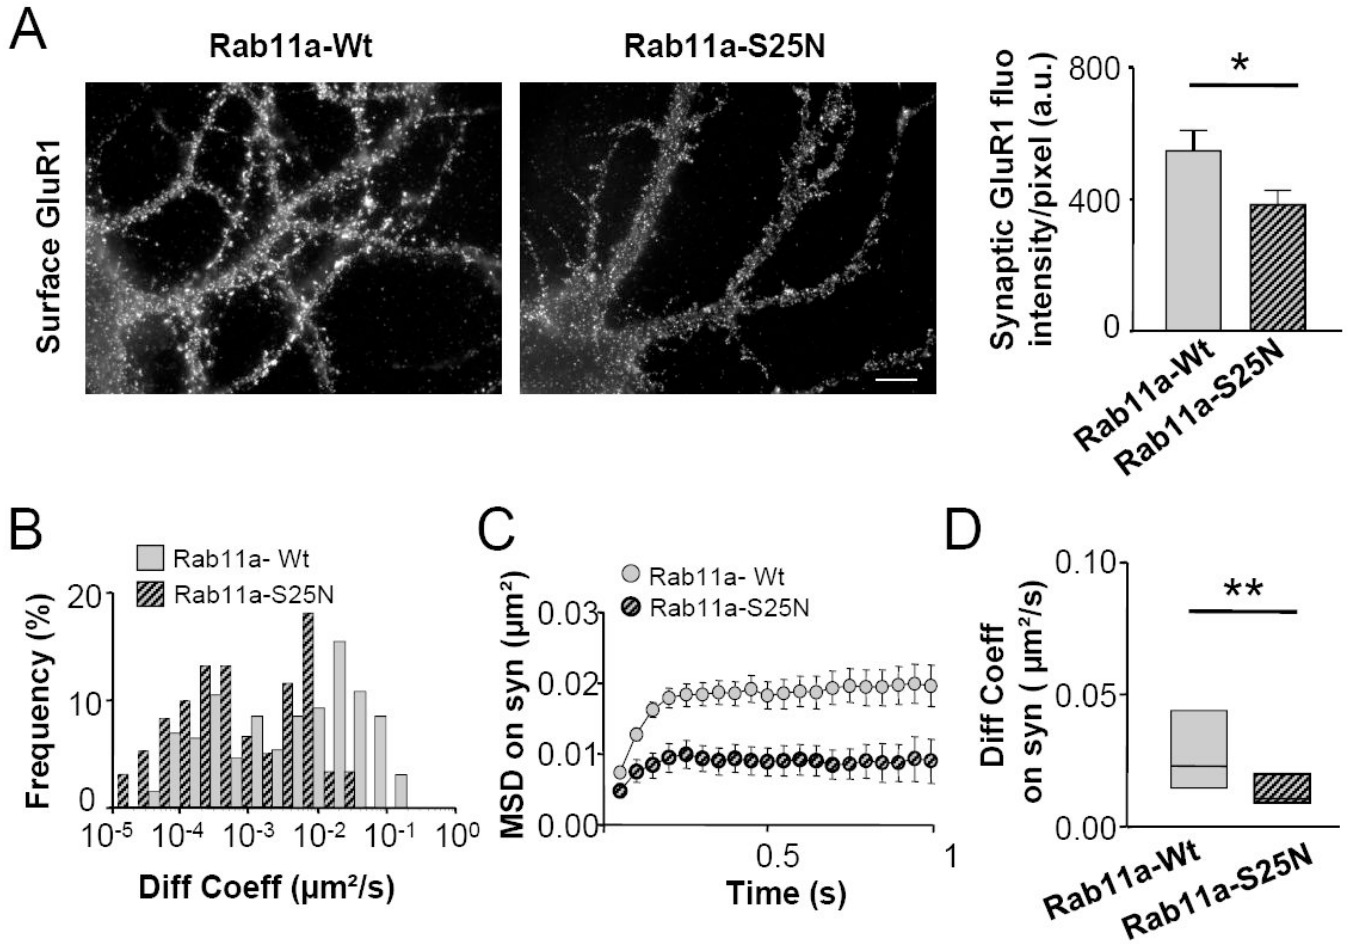 A
Rab11a-Wt
Rab11a-S25N
Surface GluR1
Synaptic GluR1 fluo
intensity/pixel (a.u.)
800
400
0
*
Rab11a-Wt
Rab11a-S25N
B
Rab11a- Wt
Rab11a-S25N
Frequency (%)
20
10
0
10⁻⁵ 10⁻⁴ 10⁻³ 10⁻² 10⁻¹ 10⁰
Diff Coeff (µm²/s)
C
Rab11a- Wt
Rab11a-S25N
MSD on syn (µm²)
0.03
0.02
0.01
0.00
0.5 1
Time (s)
D
Diff Coeff
on syn ( µm²/s)
0.10
0.05
0.00
**
Rab11a-Wt
Rab11a-S25N